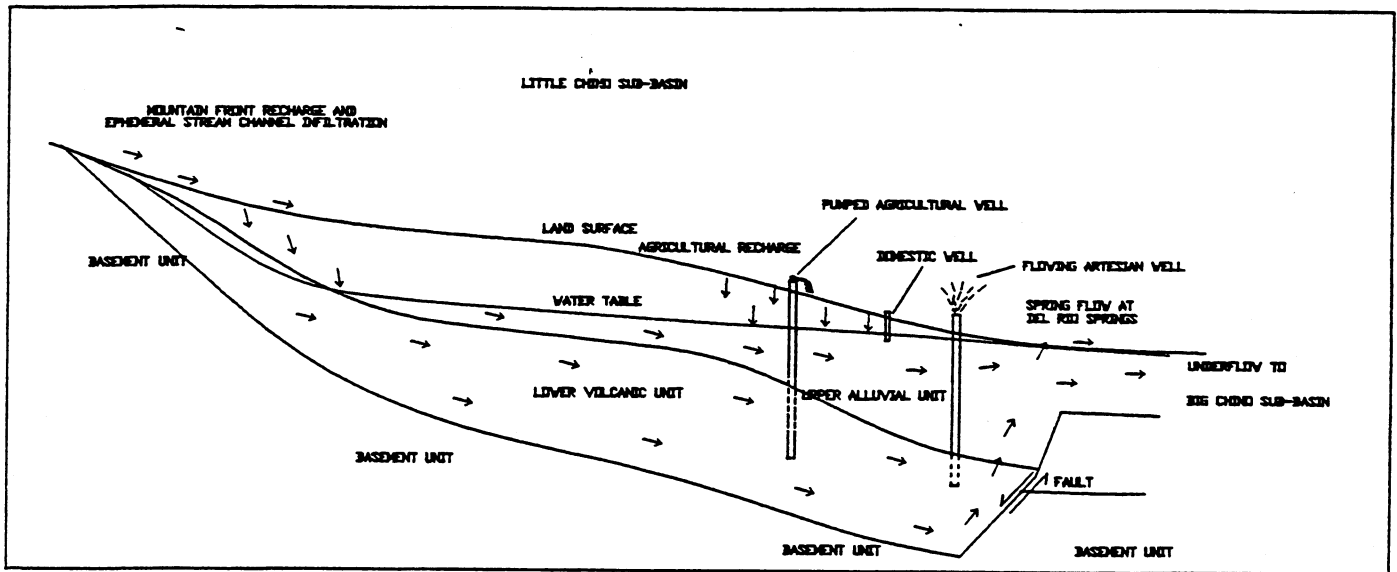 LITTLE CHINO SUB-BASIN
MOUNTAIN FRONT RECHARGE AND
EPHEMERAL STREAM CHANNEL INFILTRATION
PUMPED AGRICULTURAL WELL
LAND SURFACE
AGRICULTURAL RECHARGE
DOMESTIC WELL
FLOWING ARTESIAN WELL
BASEMENT UNIT
WATER TABLE
SPRING FLOW AT
DEL RIO SPRINGS
UNDERFLOW TO
BIG CHINO SUB-BASIN
LOWER VOLCANIC UNIT
UPPER ALLUVIAL UNIT
BASEMENT UNIT
FAULT
BASEMENT UNIT
BASEMENT UNIT